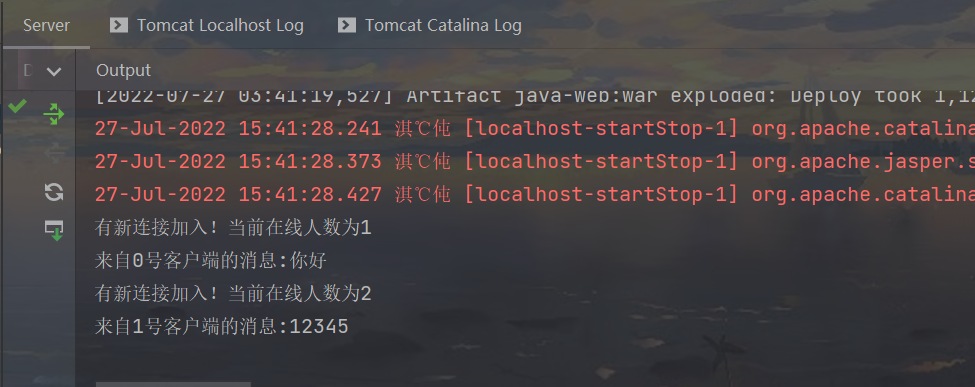 Server
Tomcat Localhost Log
Tomcat Catalina Log
D
Output
[2022-07-27 03:41:19,527] Artifact java-web:war exploded: Deploy took 1,12
27-Jul-2022 15:41:28.241 淇℃伅 [localhost-startStop-1] org.apache.catalina
27-Jul-2022 15:41:28.373 淇℃伅 [localhost-startStop-1] org.apache.jasper.s
27-Jul-2022 15:41:28.427 淇℃伅 [localhost-startStop-1] org.apache.catalina
有新连接加入！当前在线人数为1
来自0号客户端的消息:你好
有新连接加入！当前在线人数为2
来自1号客户端的消息:12345